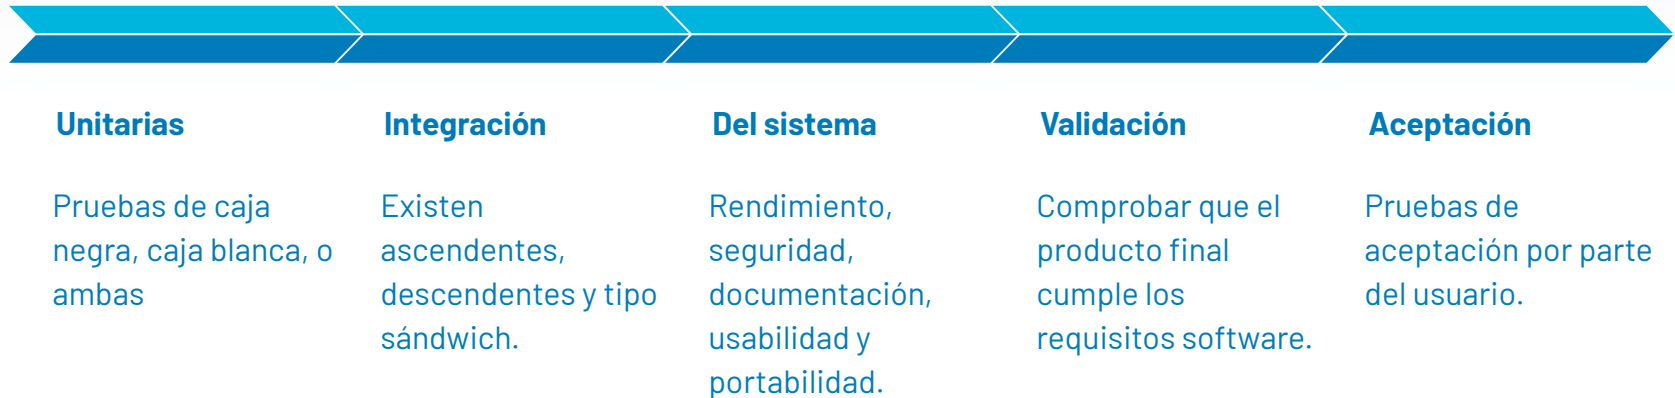 Unitarias
Pruebas de caja
negra, caja blanca, o
ambas
Integración
Existen
ascendentes,
descendentes y tipo
sándwich.
Del sistema
Rendimiento,
seguridad,
documentación,
usabilidad y
portabilidad.
Validación
Comprobar que el
producto final
cumple los
requisitos software.
Aceptación
Pruebas de
aceptación por parte
del usuario.